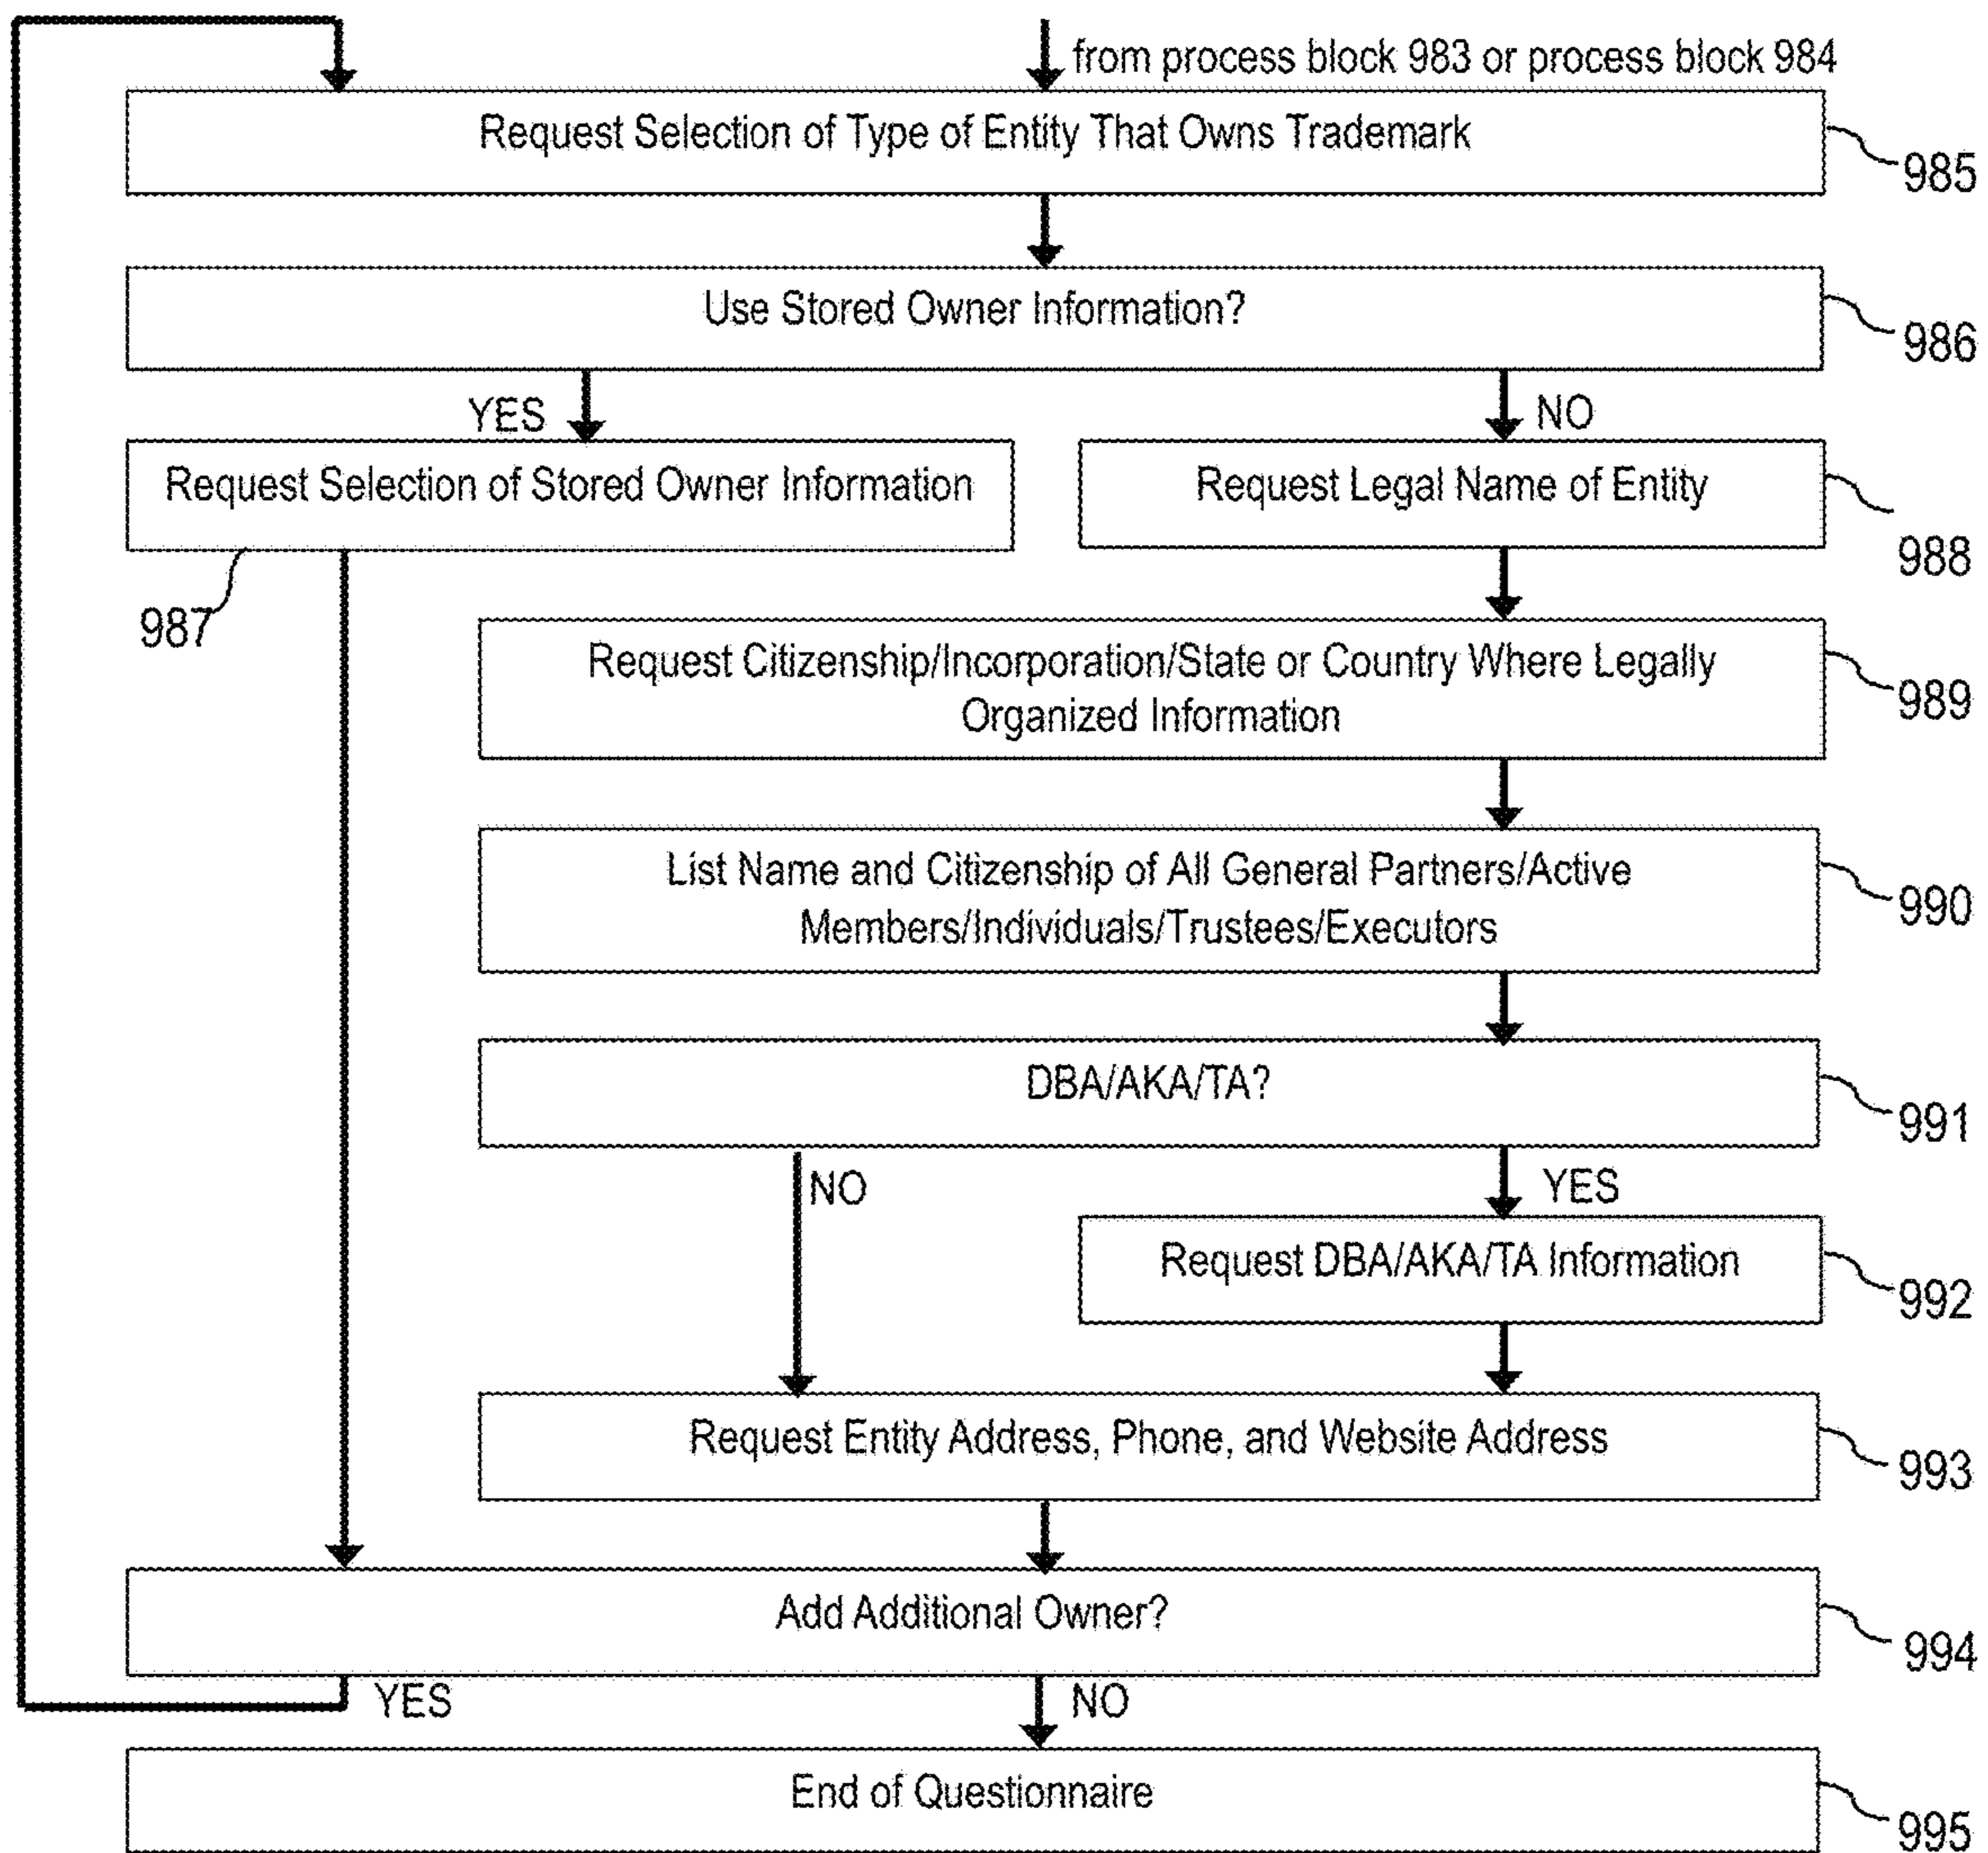 from process block 983 or process block 984
Request Selection of Type of Entity That Owns Trademark
985
Use Stored Owner Information?
986
YES
NO
Request Selection of Stored Owner Information
Request Legal Name of Entity
988
987
Request Citizenship/Incorporation/State or Country Where Legally
Organized Information
989
List Name and Citizenship of All General Partners/Active
Members/Individuals/Trustees/Executors
990
DBA/AKA/TA?
991
NO
YES
Request DBA/AKA/TA Information
992
Request Entity Address, Phone, and Website Address
993
Add Additional Owner?
994
YES
NO
End of Questionnaire
995